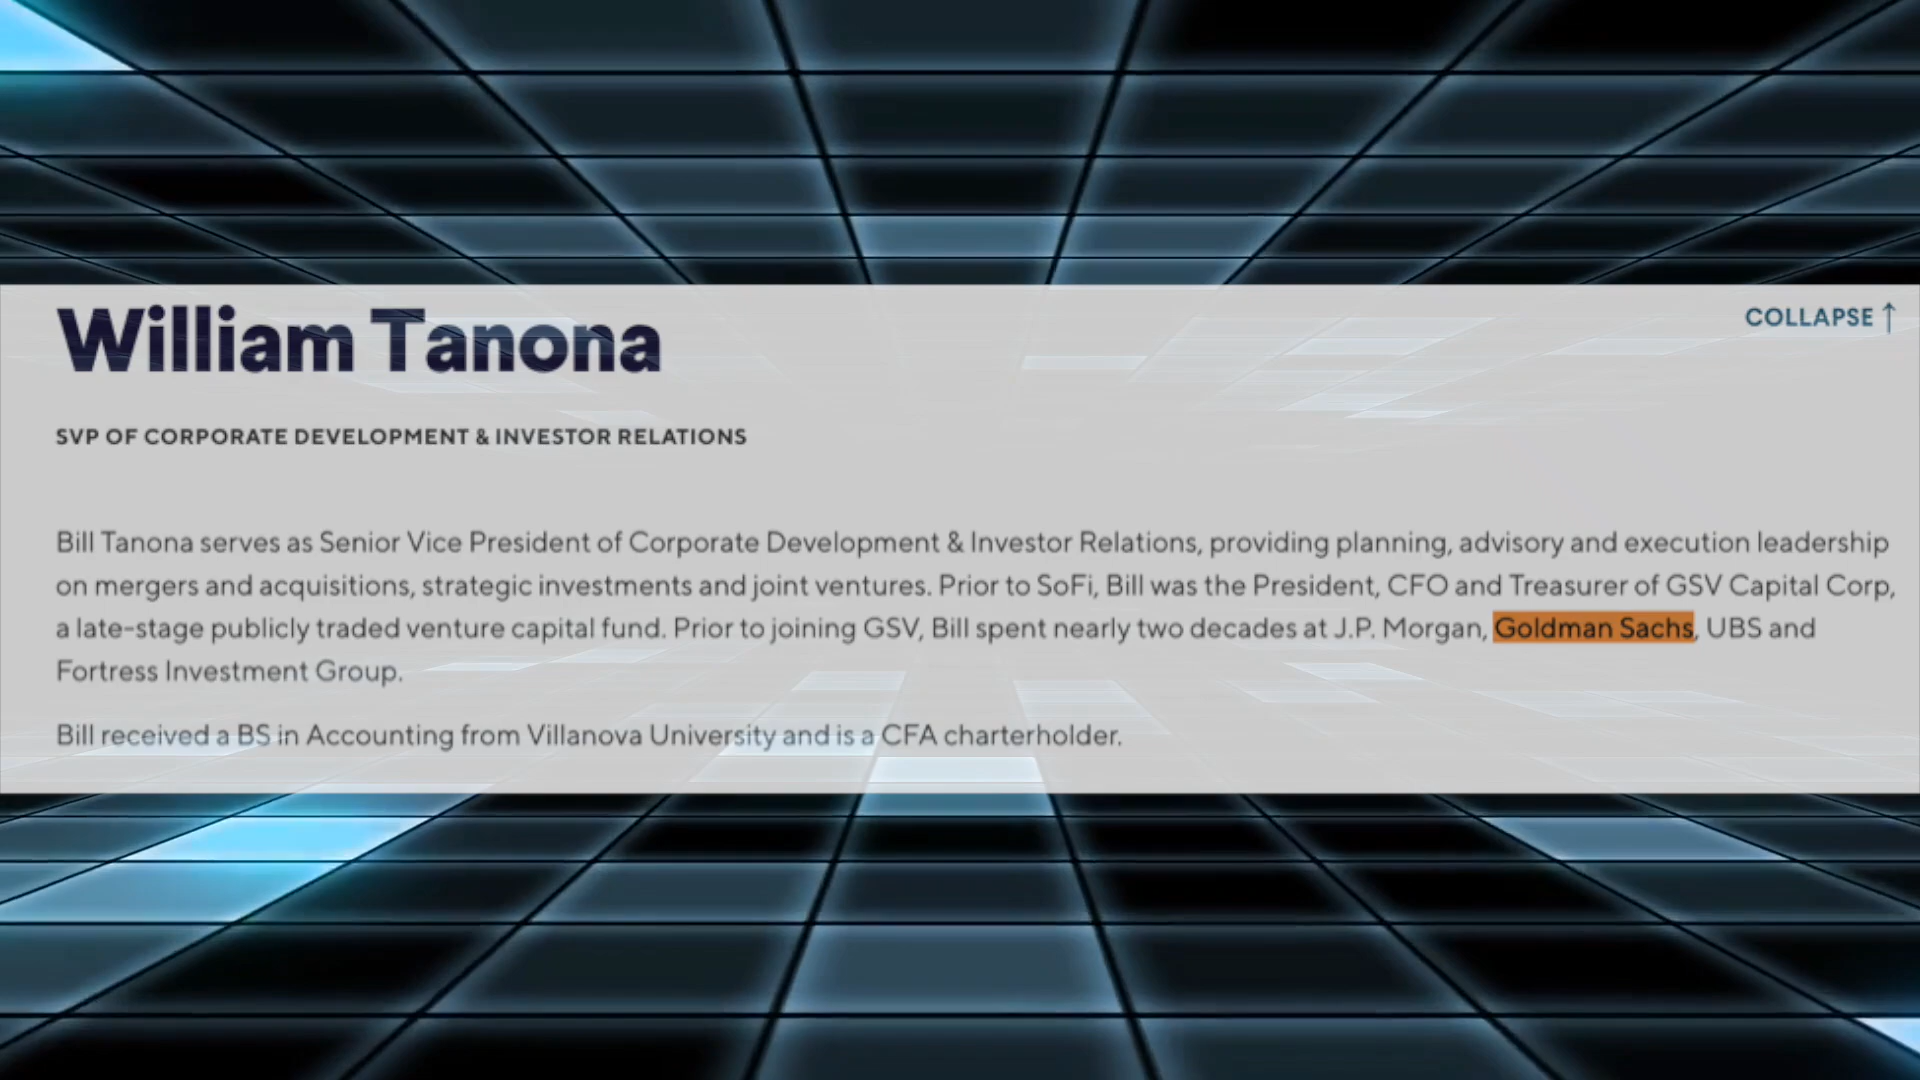 William Tanona
COLLAPSE ↑
SVP OF CORPORATE DEVELOPMENT & INVESTOR RELATIONS
Bill Tanona serves as Senior Vice President of Corporate Development & Investor Relations, providing planning, advisory and execution leadership
on mergers and acquisitions, strategic investments and joint ventures. Prior to SoFi, Bill was the President, CFO and Treasurer of GSV Capital Corp,
a late-stage publicly traded venture capital fund. Prior to joining GSV, Bill spent nearly two decades at J.P. Morgan, Goldman Sachs, UBS and
Fortress Investment Group.
Bill received a BS in Accounting from Villanova University and is a CFA charterholder.